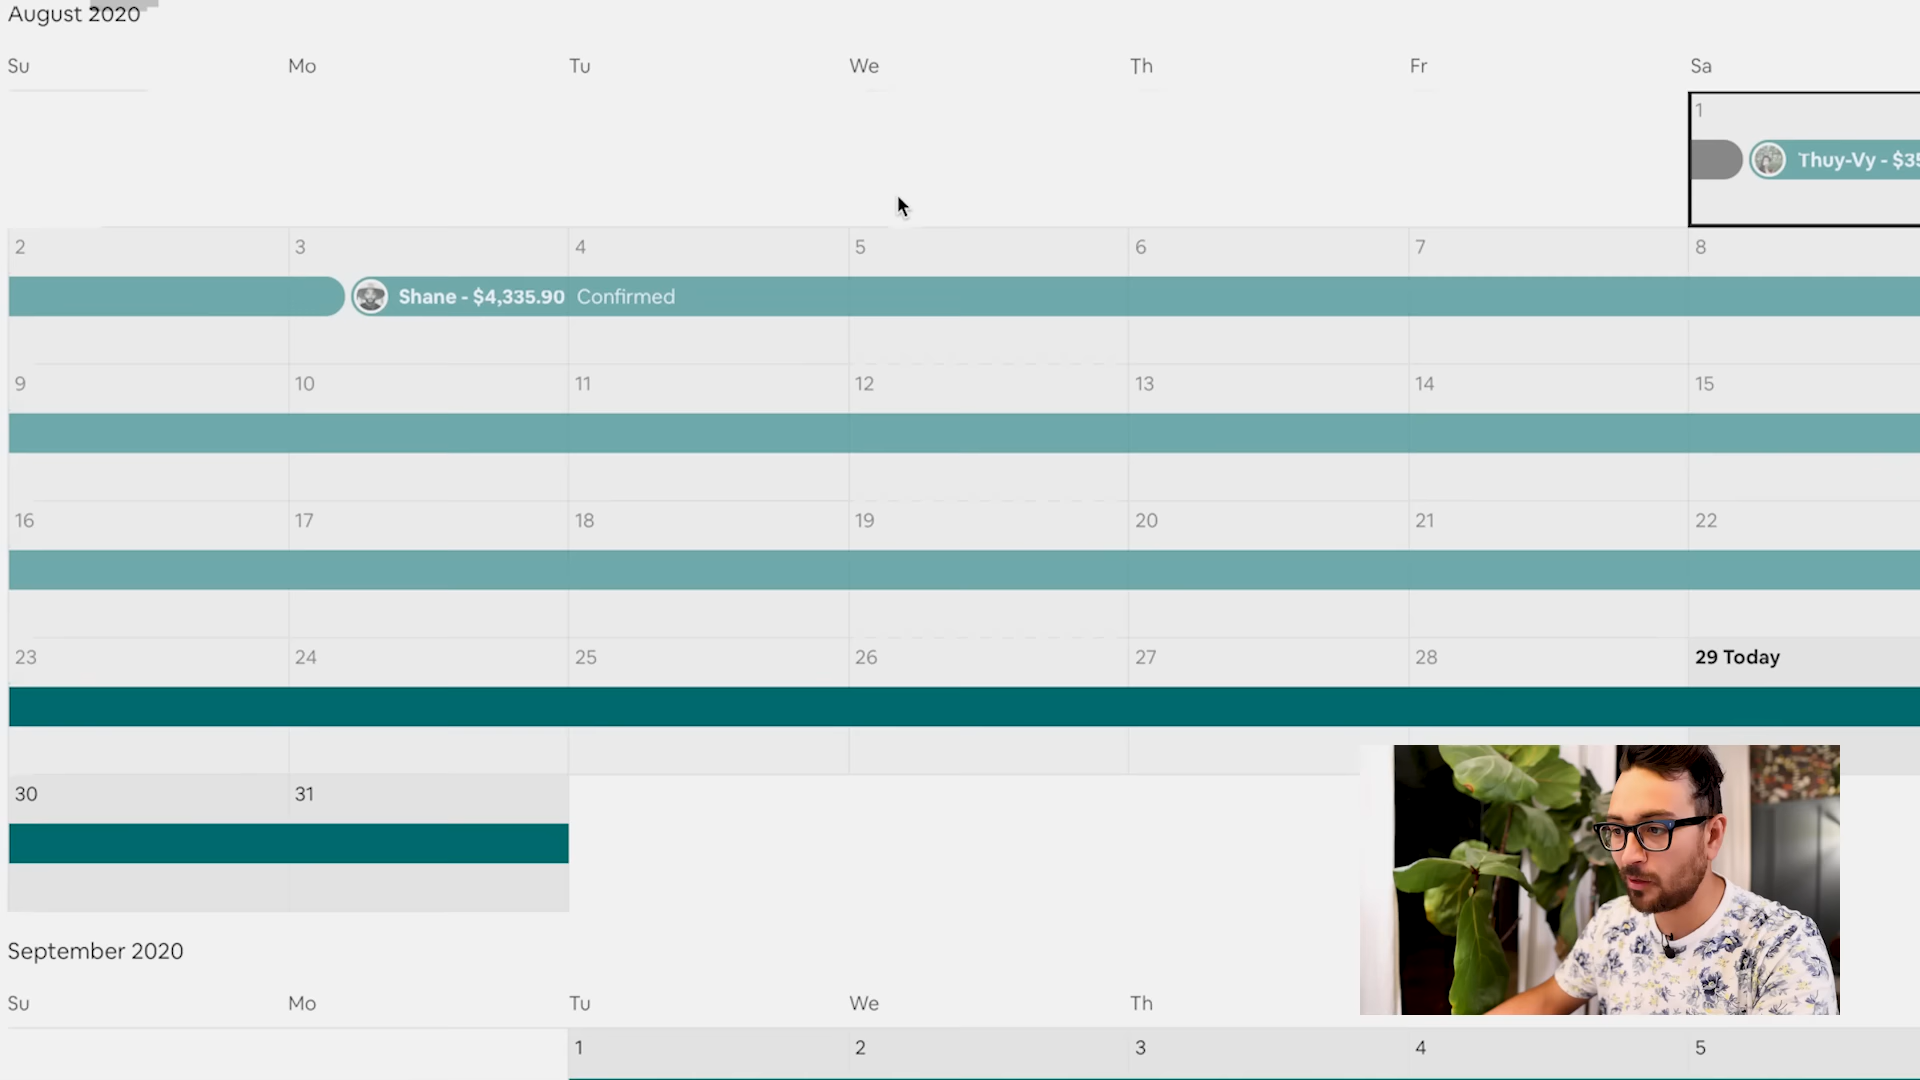 August 2020
Su Mo Tu We Th Fr Sa
1
Thuy-Vy - $35
2 3 4 5 6 7 8
Shane - $4,335.90 Confirmed
9 10 11 12 13 14 15
16 17 18 19 20 21 22
23 24 25 26 27 28 29 Today
30 31
September 2020
Su Mo Tu We Th
1 2 3 4 5